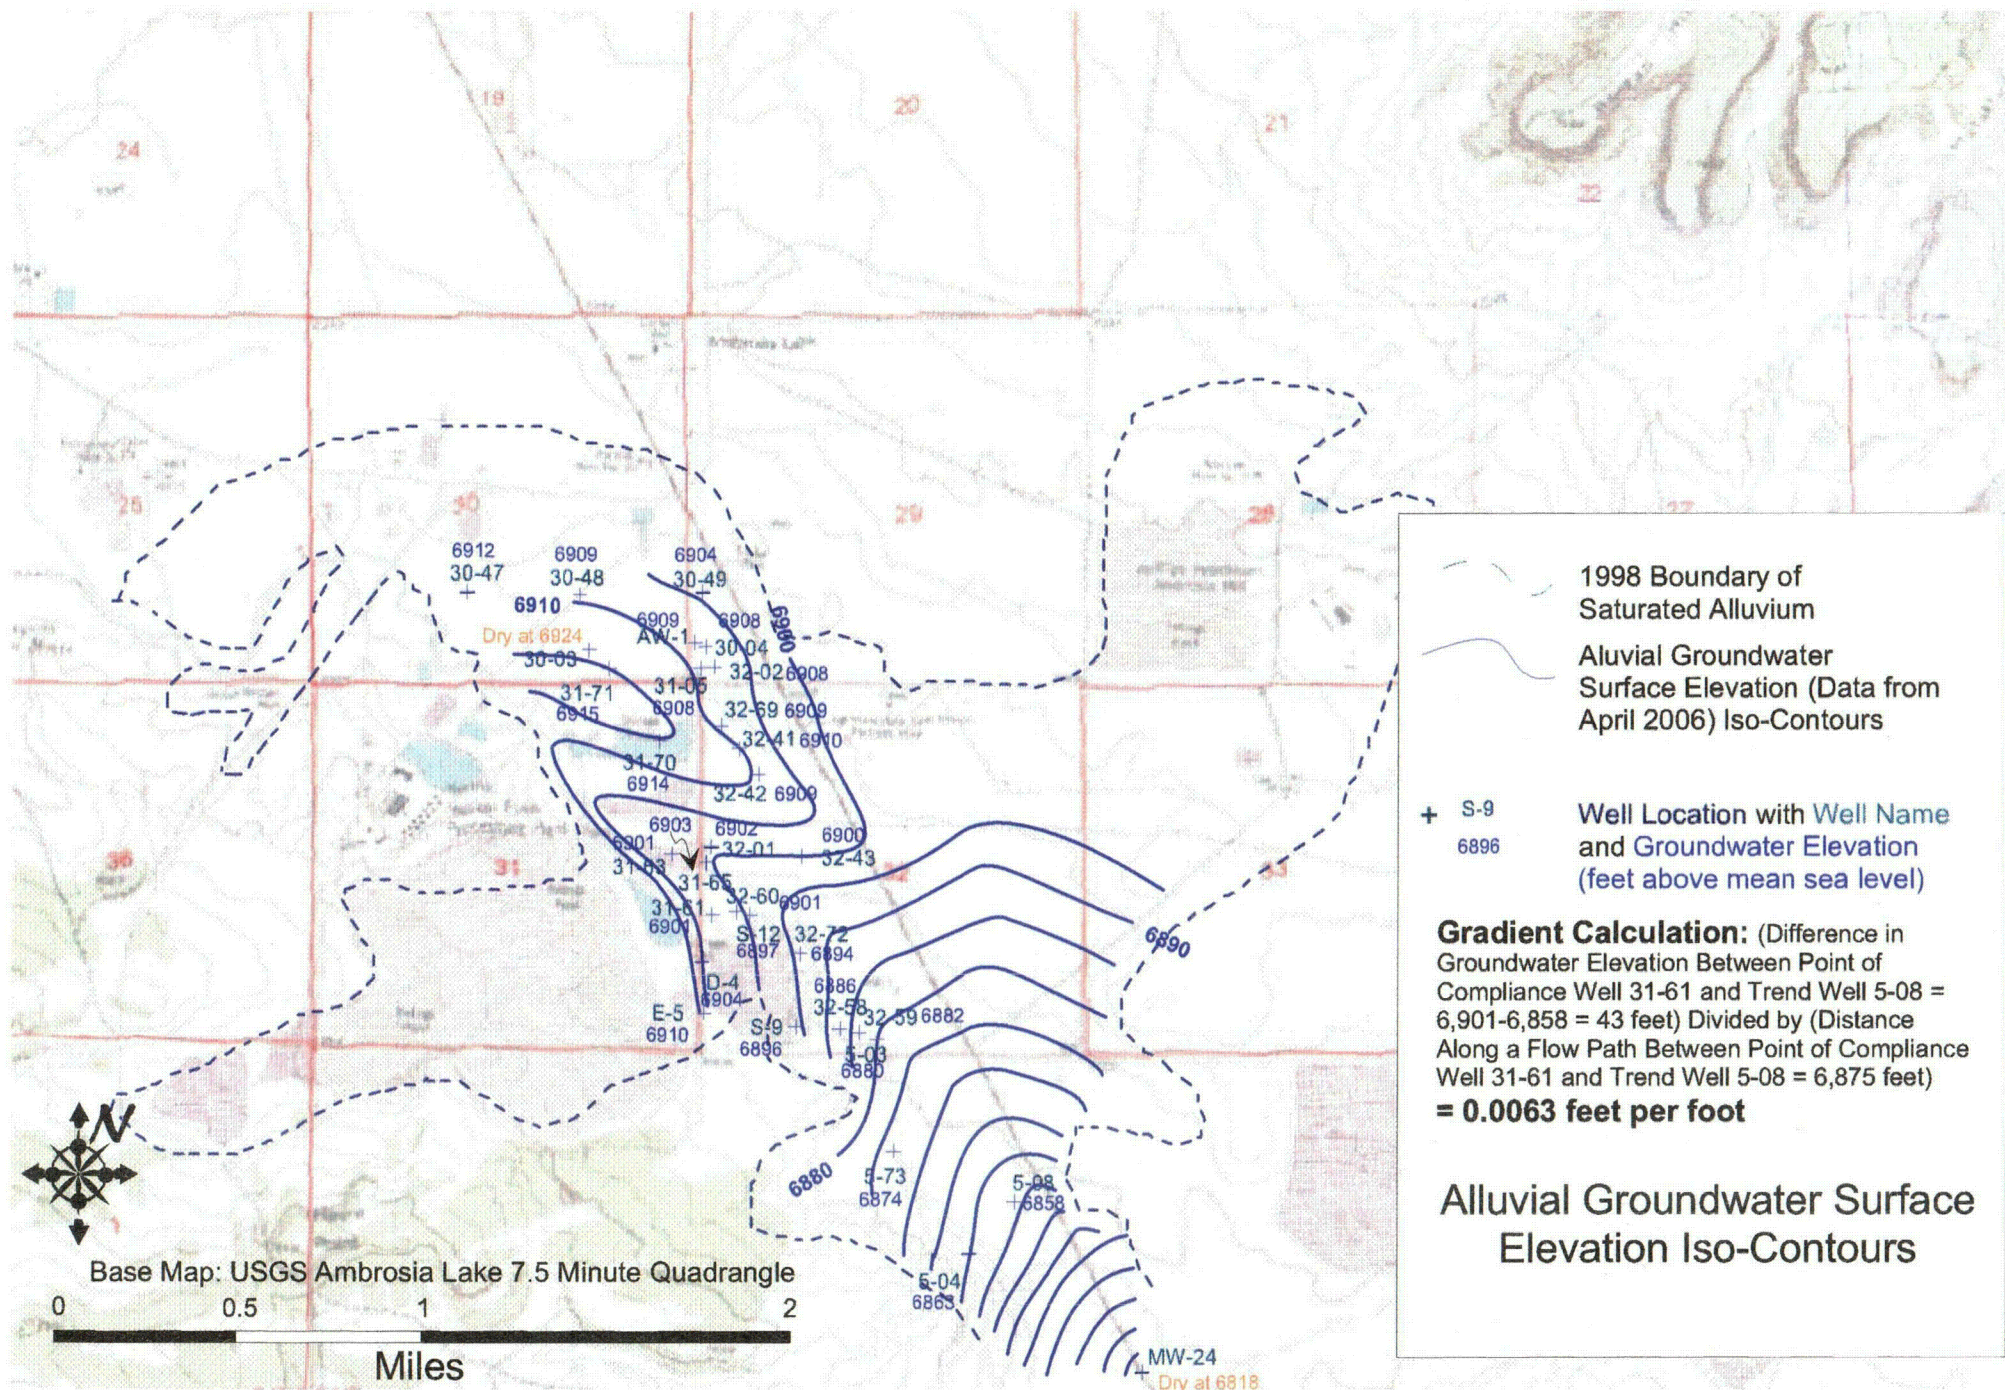 19
20
21
24
22
25
30
29
28
27
6912
30-47
6909
30-48
6904
30-49
6910
6909
AW-1
6908
30-04
6900
Dry at 6924
30-03
32-02 6908
31-71
6915
31-05
6908
32-69 6909
32-41 6910
31-70
6914
32-42 6909
6903
6902
32-01
6900
32-43
6901
31-63
31
32
33
36
31-65
32-60
6901
31-61
6901
S-12
6897
32-72
6894
6890
D-4
6904
6886
32-58
32-59 6882
E-5
6910
S-9
6896
5-03
6880
6880
5-73
6874
5-08
6858
5-04
6863
MW-24
Dry at 6818
1
N
Base Map: USGS Ambrosia Lake 7.5 Minute Quadrangle
0 0.5 1 2
Miles
1998 Boundary of
Saturated Alluvium
Aluvial Groundwater
Surface Elevation (Data from
April 2006) Iso-Contours
S-9
6896
Well Location with Well Name
and Groundwater Elevation
(feet above mean sea level)
Gradient Calculation: (Difference in
Groundwater Elevation Between Point of
Compliance Well 31-61 and Trend Well 5-08 =
6,901-6,858 = 43 feet) Divided by (Distance
Along a Flow Path Between Point of Compliance
Well 31-61 and Trend Well 5-08 = 6,875 feet)
= 0.0063 feet per foot
Alluvial Groundwater Surface
Elevation Iso-Contours